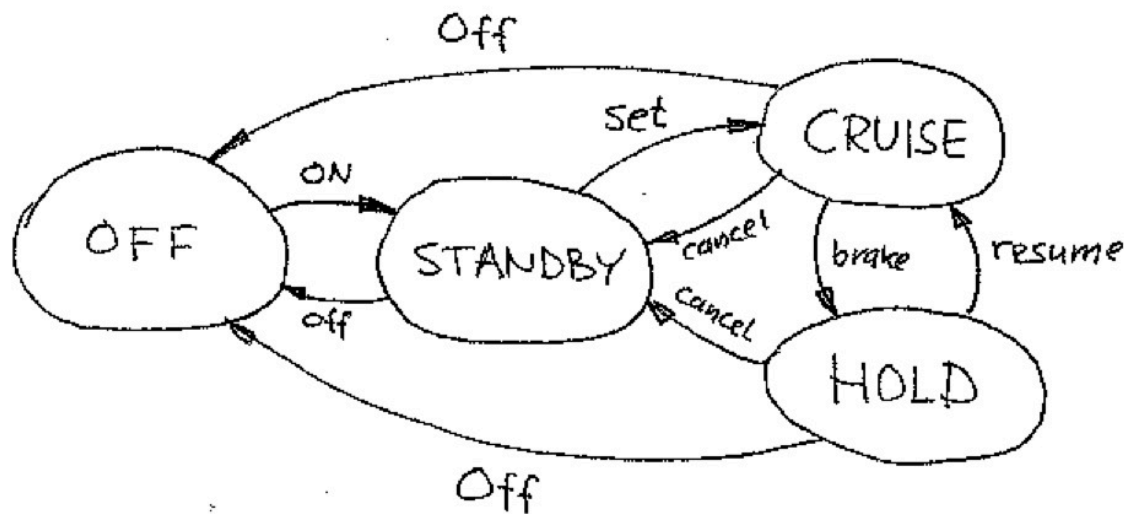 Off
set
CRUISE
ON
OFF
STANDBY
cancel
brake
resume
off
cancel
HOLD
Off